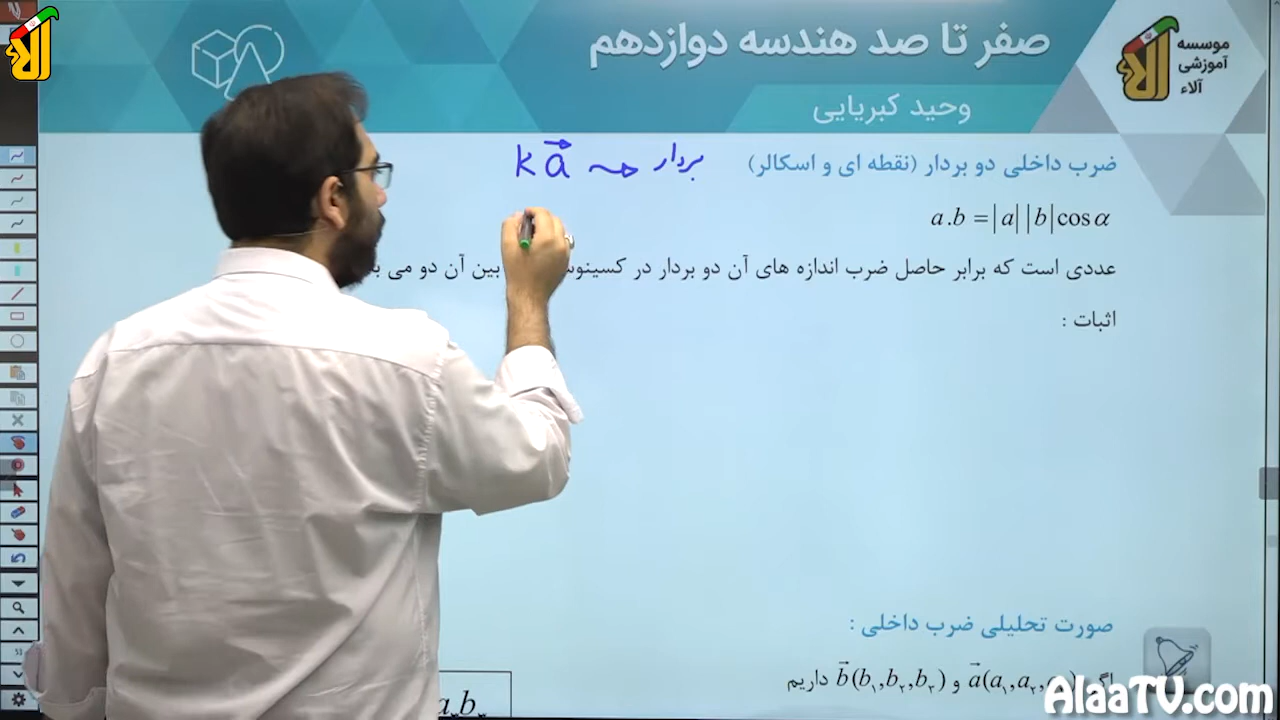 صفر تا صد هندسه دوازدهم
موسسه
آموزشی
آلاء
وحید کبریایی
ضرب داخلی دو بردار (نقطه ای و اسکالر)
k a⃗ ⇝ بردار
a.b = |a||b|cos α
عددی است که برابر حاصل ضرب اندازه های آن دو بردار در بین آن دو می
اثبات :
صورت تحلیلی ضرب داخلی :
a⃗(a₁,a₂, و b⃗(b₁,b₂,b₃) داریم
AlaaTV.com